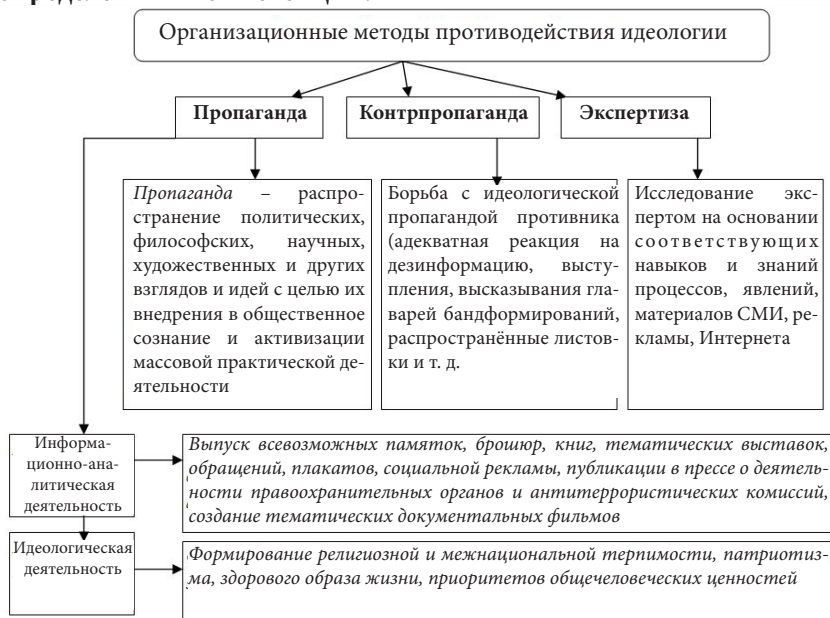 Организационные методы противодействия идеологии
Пропаганда
Контрпропаганда
Экспертиза
Пропаганда – распро-
странение политических,
философских, научных,
художественных и других
взглядов и идей с целью их
внедрения в общественное
сознание и активизации
массовой практической де-
ятельности
Борьба с идеологической
пропагандой противника
(адекватная реакция на
дезинформацию, высту-
пления, высказывания гла-
варей бандформирований,
распространённые листов-
ки и т. д.
Исследование экс-
пертом на основании
соответствующих
навыков и знаний
процессов, явлений,
материалов СМИ, ре-
кламы, Интернета
Информа-
ционно-ана-
литическая
деятельность
Выпуск всевозможных памяток, брошюр, книг, тематических выставок,
обращений, плакатов, социальной рекламы, публикации в прессе о деятель-
ности правоохранительных органов и антитеррористических комиссий,
создание тематических документальных фильмов
Идеологическая
деятельность
Формирование религиозной и межнациональной терпимости, патриотиз-
ма, здорового образа жизни, приоритетов общечеловеческих ценностей